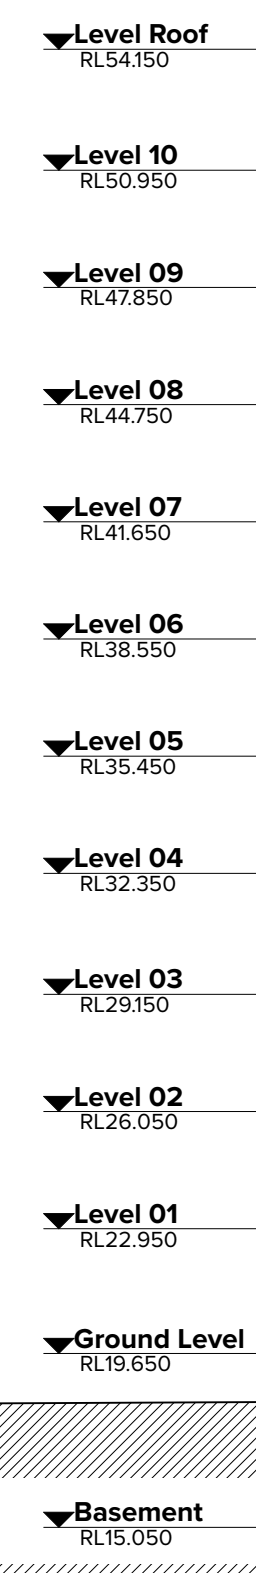 Level Roof
RL54.150
Level 10
RL50.950
Level 09
RL47.850
Level 08
RL44.750
Level 07
RL41.650
Level 06
RL38.550
Level 05
RL35.450
Level 04
RL32.350
Level 03
RL29.150
Level 02
RL26.050
Level 01
RL22.950
Ground Level
RL19.650
Basement
RL15.050